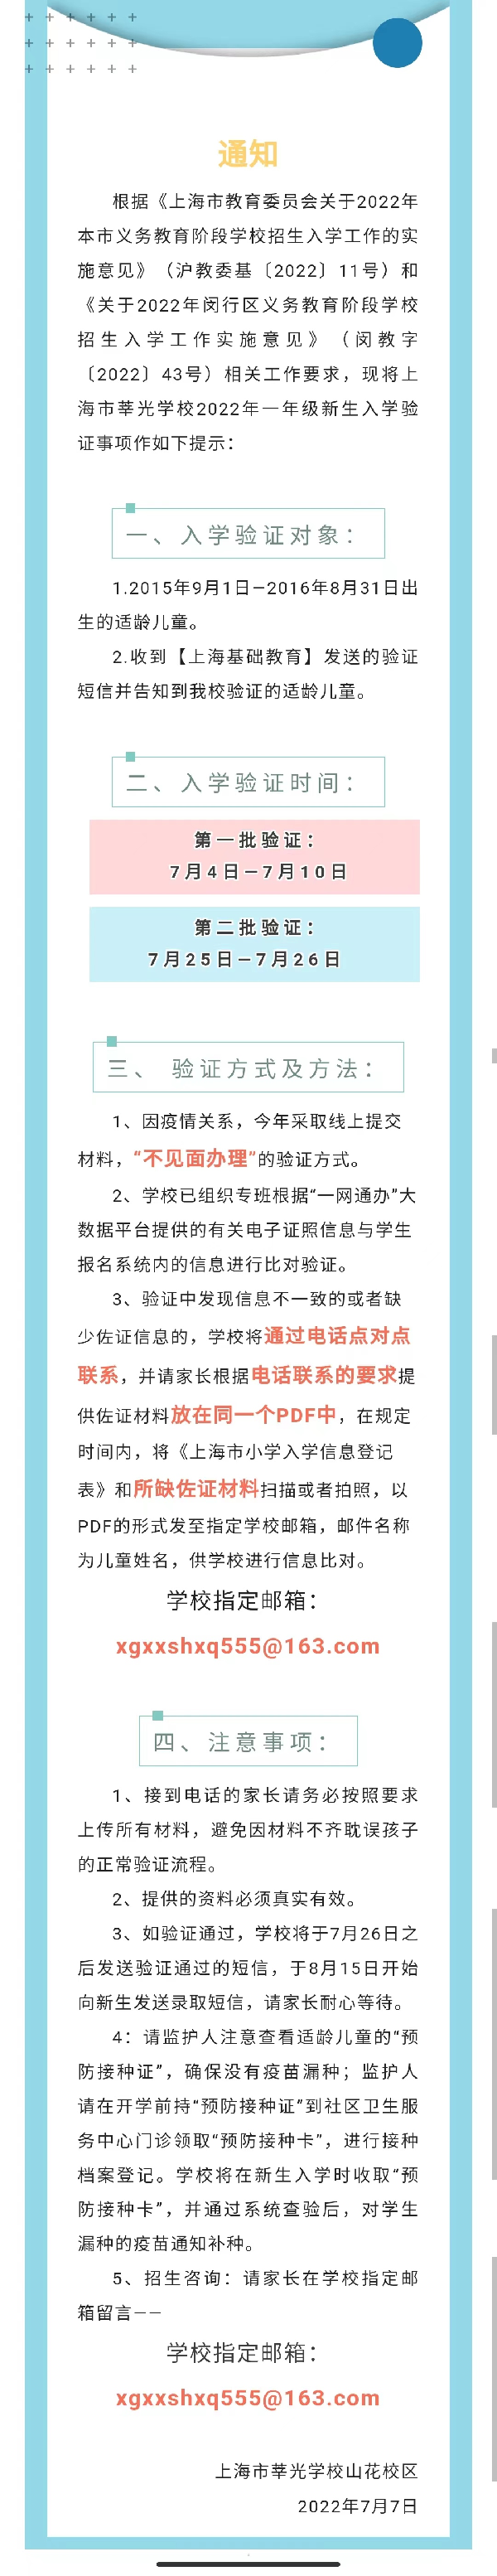 通知
根据《上海市教育委员会关于2022年
本市义务教育阶段学校招生入学工作的实
施意见》（沪教委基〔2022〕11号）和
《关于2022年闵行区义务教育阶段学校
招生入学工作实施意见》（闵教字
〔2022〕43号）相关工作要求，现将上
海市莘光学校2022年一年级新生入学验
证事项作如下提示：
一、入学验证对象：
1.2015年9月1日—2016年8月31日出
生的适龄儿童。
2.收到【上海基础教育】发送的验证
短信并告知到我校验证的适龄儿童。
二、入学验证时间：
第一批验证：
7月4日—7月10日
第二批验证：
7月25日—7月26日
三、 验证方式及方法：
1、因疫情关系，今年采取线上提交
材料，“不见面办理”的验证方式。
2、学校已组织专班根据“一网通办”大
数据平台提供的有关电子证照信息与学生
报名系统内的信息进行比对验证。
3、验证中发现信息不一致的或者缺
少佐证信息的，学校将通过电话点对点
联系，并请家长根据电话联系的要求提
供佐证材料放在同一个PDF中，在规定
时间内，将《上海市小学入学信息登记
表》和所缺佐证材料扫描或者拍照，以
PDF的形式发至指定学校邮箱，邮件名称
为儿童姓名，供学校进行信息比对。
学校指定邮箱：
xgxxshxq555@163.com
四、注意事项：
1、接到电话的家长请务必按照要求
上传所有材料，避免因材料不齐耽误孩子
的正常验证流程。
2、提供的资料必须真实有效。
3、如验证通过，学校将于7月26日之
后发送验证通过的短信，于8月15日开始
向新生发送录取短信，请家长耐心等待。
4：请监护人注意查看适龄儿童的“预
防接种证”，确保没有疫苗漏种；监护人
请在开学前持“预防接种证”到社区卫生服
务中心门诊领取“预防接种卡”，进行接种
档案登记。学校将在新生入学时收取“预
防接种卡”，并通过系统查验后，对学生
漏种的疫苗通知补种。
5、招生咨询：请家长在学校指定邮
箱留言——
学校指定邮箱：
xgxxshxq555@163.com
上海市莘光学校山花校区
2022年7月7日